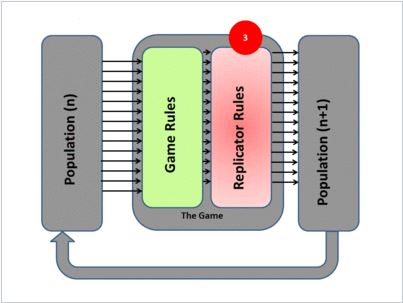 3
Population (n)
Game Rules
Replicator Rules
Population (n+1)
The Game